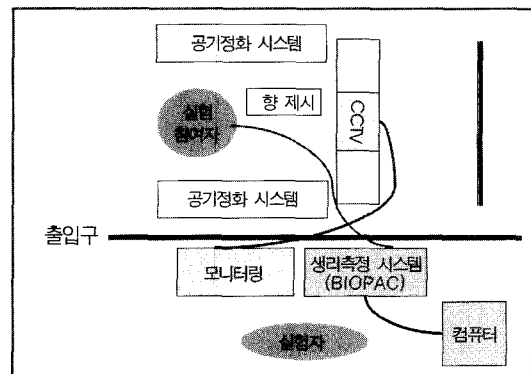 공기정화 시스템
향 제시
실험
참여자
CCTV
공기정화 시스템
출입구
모니터링
생리측정 시스템
(BIOPAC)
컴퓨터
실험자